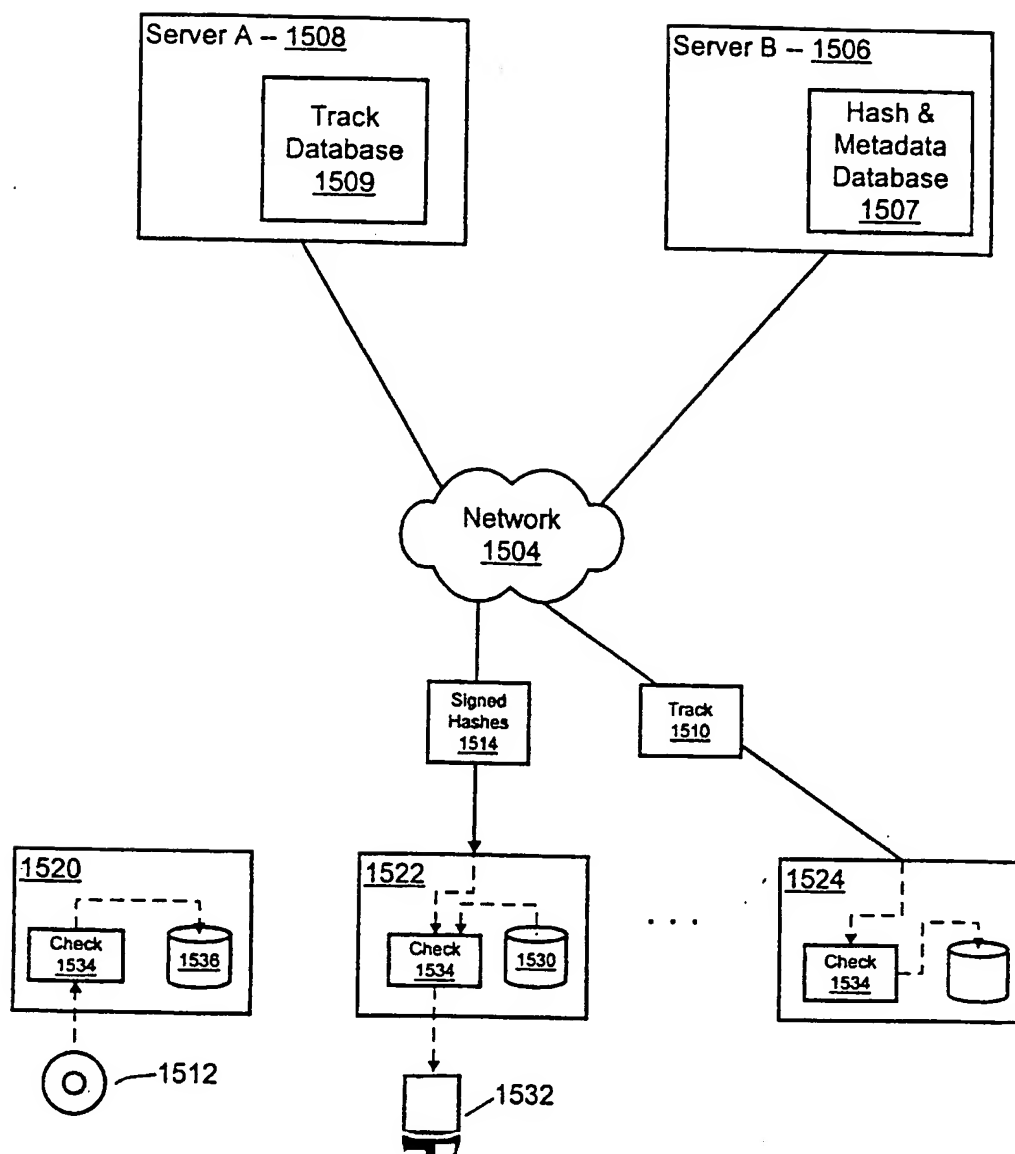 Server A – 1508
Track
Database
1509
Server B – 1506
Hash &
Metadata
Database
1507
Network
1504
Signed
Hashes
1514
Track
1510
1520
Check
1534
1536
1522
Check
1534
1530
. . .
1524
Check
1534
1512
1532